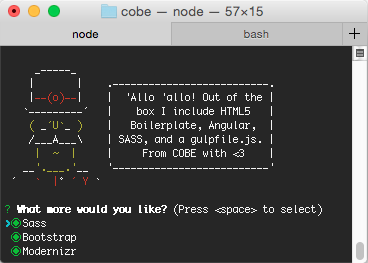 cobe — node — 57×15
node
bash
'Allo 'allo! Out of the
box I include HTML5
Boilerplate, Angular,
SASS, and a gulpfile.js.
From COBE with <3
? What more would you like? (Press <space> to select)
❯◉Sass
◉Bootstrap
◉Modernizr